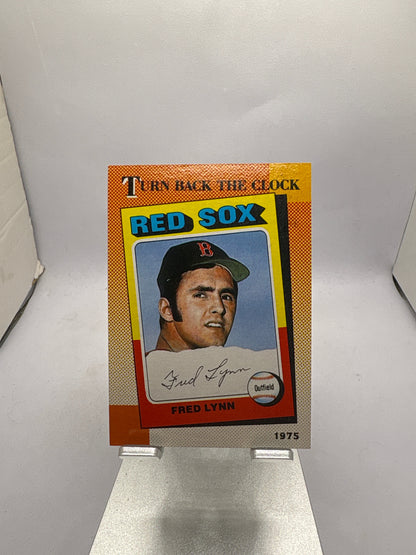 TURN BACK THE CLOCK
RED SOX
B
Fred Lynn
Outfield
FRED LYNN
1975